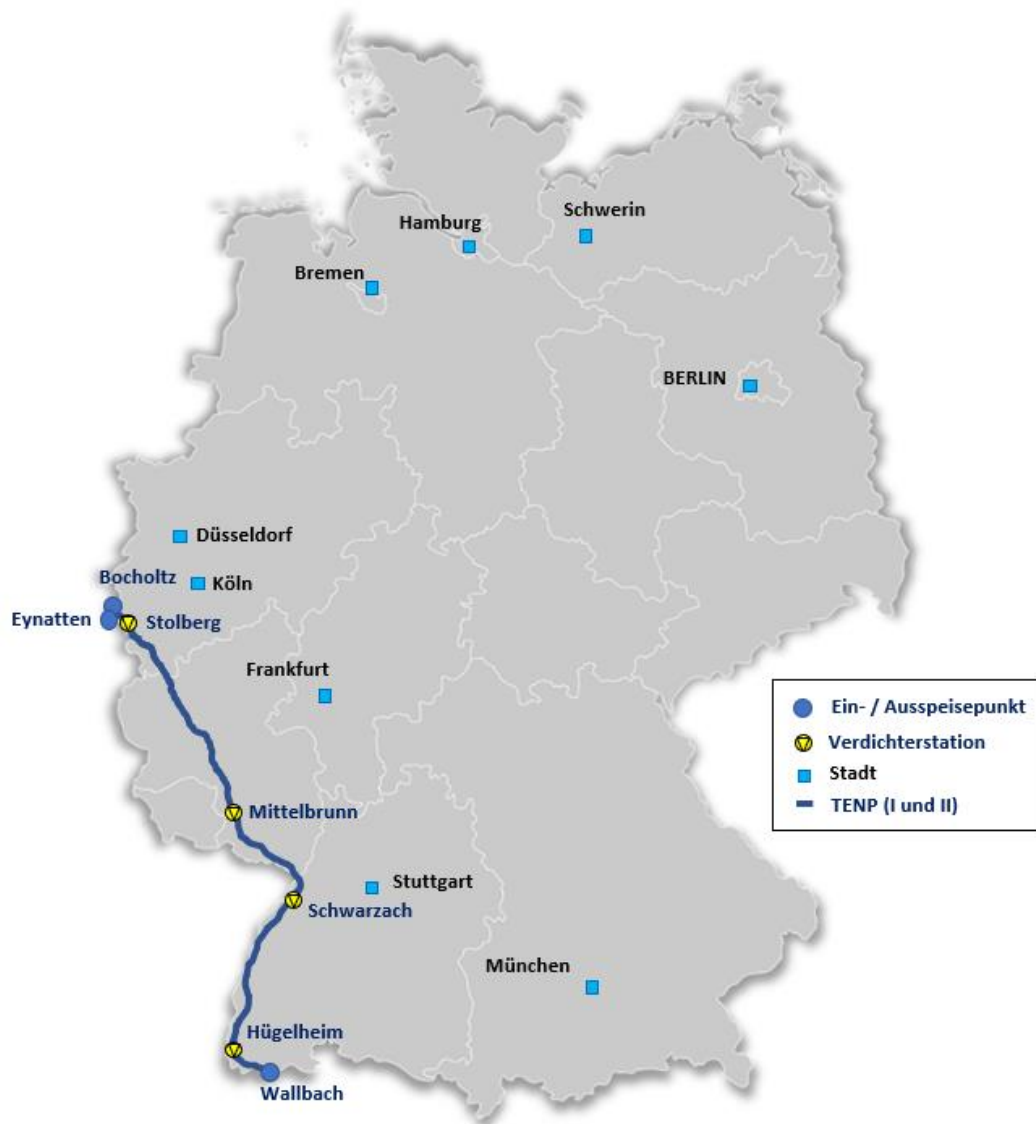 Schwerin
Hamburg
Bremen
BERLIN
Düsseldorf
Bocholtz
Köln
Eynatten
Stolberg
Frankfurt
Ein- / Ausspeisepunkt
Verdichterstation
Stadt
TENP (I und II)
Mittelbrunn
Stuttgart
Schwarzach
München
Hügelheim
Wallbach